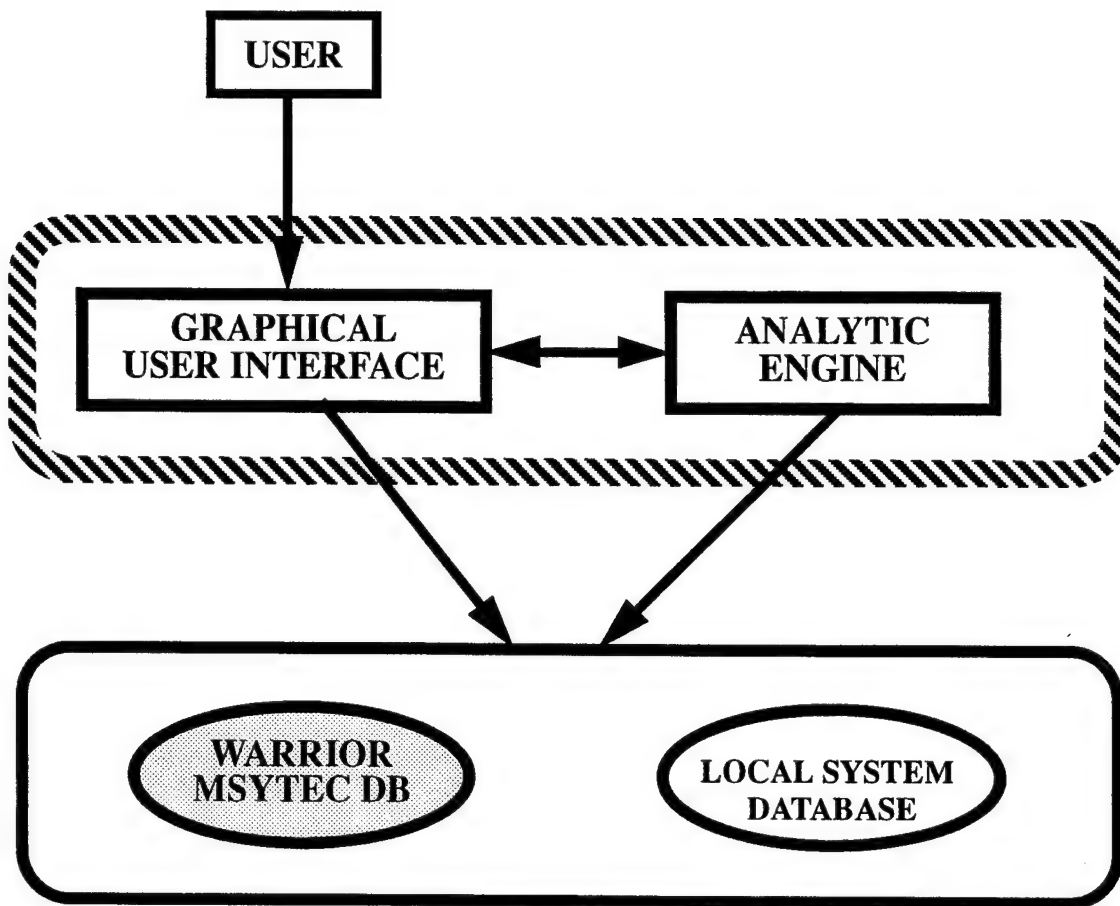 USER
GRAPHICAL
USER INTERFACE
ANALYTIC
ENGINE
WARRIOR
MSYTEC DB
LOCAL SYSTEM
DATABASE